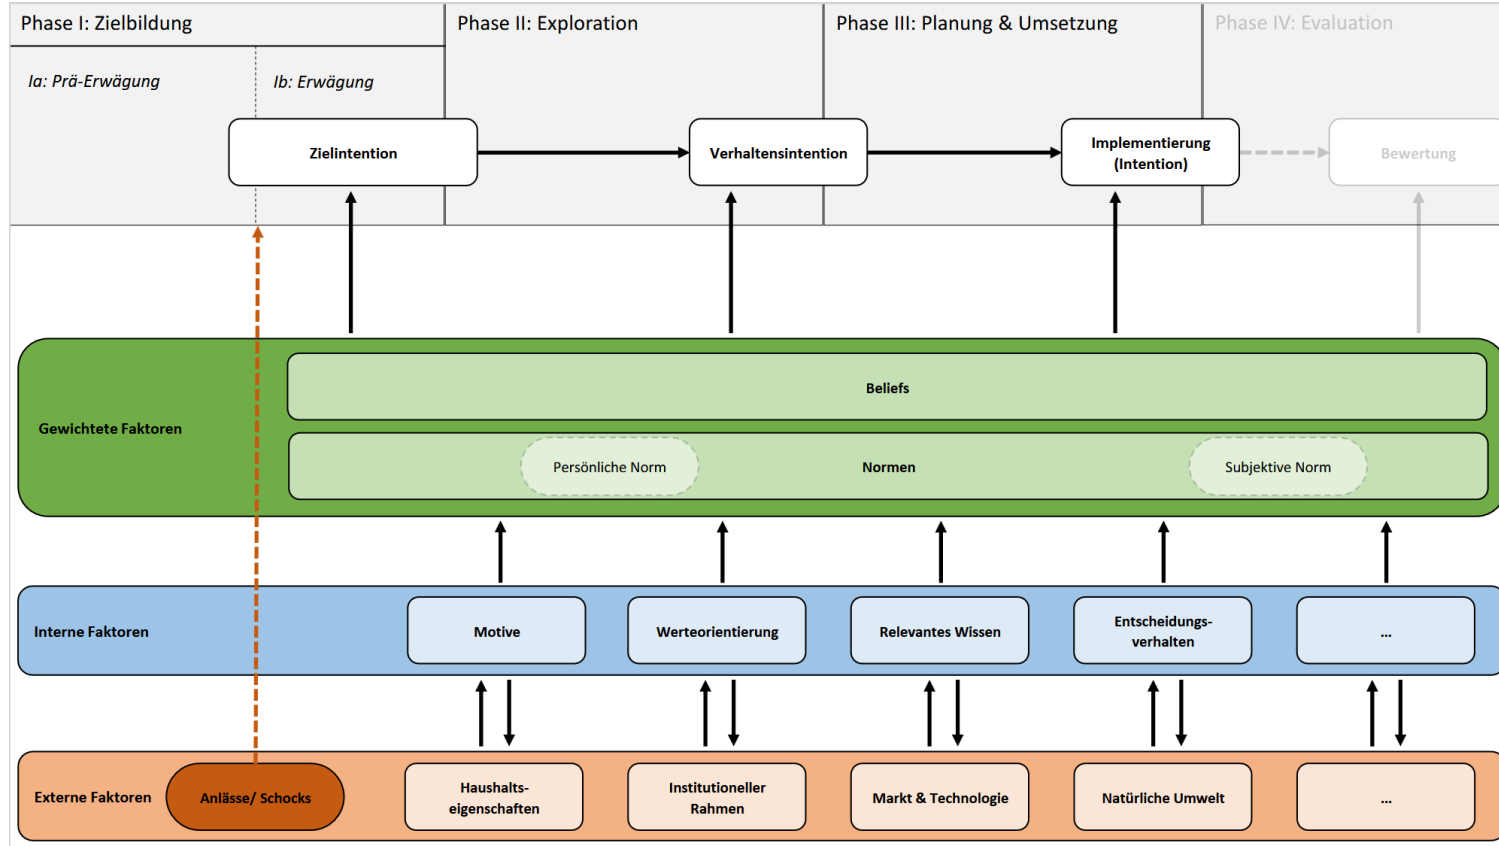 Phase I: Zielbildung
Phase II: Exploration
Phase III: Planung & Umsetzung
Phase IV: Evaluation
Ia: Prä-Erwägung
Ib: Erwägung
Zielintention
Verhaltensintention
Implementierung
(Intention)
Bewertung
Gewichtete Faktoren
Beliefs
Persönliche Norm
Normen
Subjektive Norm
Interne Faktoren
Motive
Werteorientierung
Relevantes Wissen
Entscheidungs-
verhalten
...
Externe Faktoren
Anlässe/ Schocks
Haushalts-
eigenschaften
Institutioneller
Rahmen
Markt & Technologie
Natürliche Umwelt
...